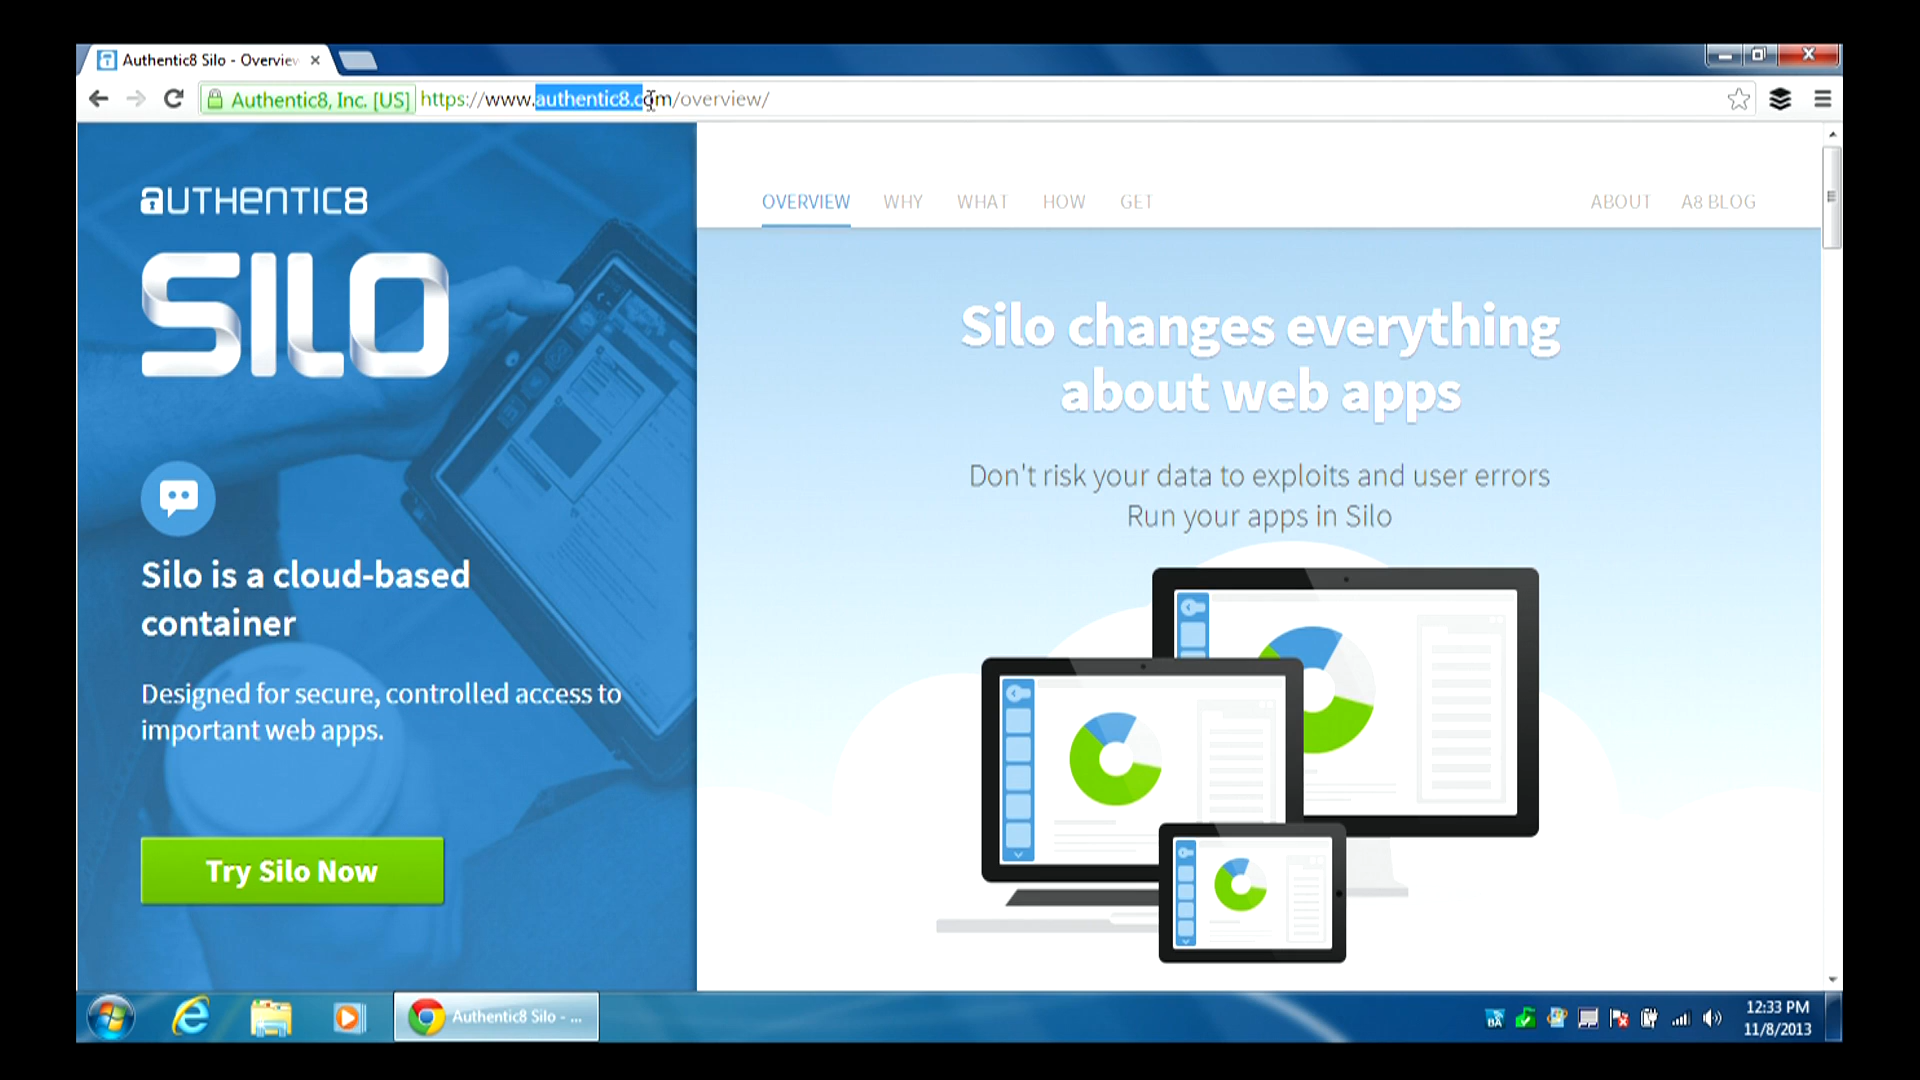 Authentic8 Silo - Overview
Authentic8, Inc. [US] https://www.authentic8.com/overview/
AUTHENTIC8
SILO
OVERVIEW WHY WHAT HOW GET ABOUT A8 BLOG
Silo changes everything
about web apps
Don't risk your data to exploits and user errors
Run your apps in Silo
Silo is a cloud-based
container
Designed for secure, controlled access to
important web apps.
Try Silo Now
Authentic8 Silo - ...
12:33 PM
11/8/2013